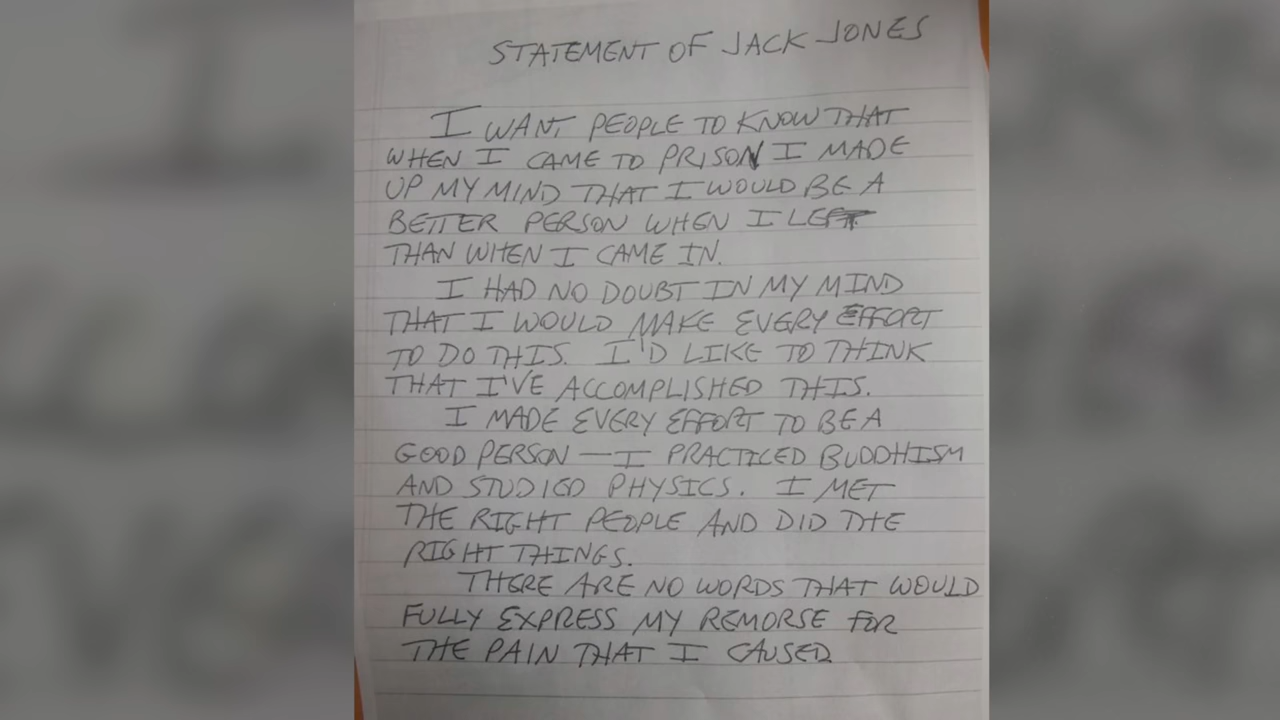 STATEMENT OF JACK JONES
I WANT PEOPLE TO KNOW THAT
WHEN I CAME TO PRISON I MADE
UP MY MIND THAT I WOULD BE A
BETTER PERSON WHEN I LEFT
THAN WHEN I CAME IN.
I HAD NO DOUBT IN MY MIND
THAT I WOULD MAKE EVERY EFFORT
TO DO THIS. I'D LIKE TO THINK
THAT I'VE ACCOMPLISHED THIS.
I MADE EVERY EFFORT TO BE A
GOOD PERSON — I PRACTICED BUDDHISM
AND STUDIED PHYSICS. I MET
THE RIGHT PEOPLE AND DID THE
RIGHT THINGS.
THERE ARE NO WORDS THAT WOULD
FULLY EXPRESS MY REMORSE FOR
THE PAIN THAT I CAUSED.